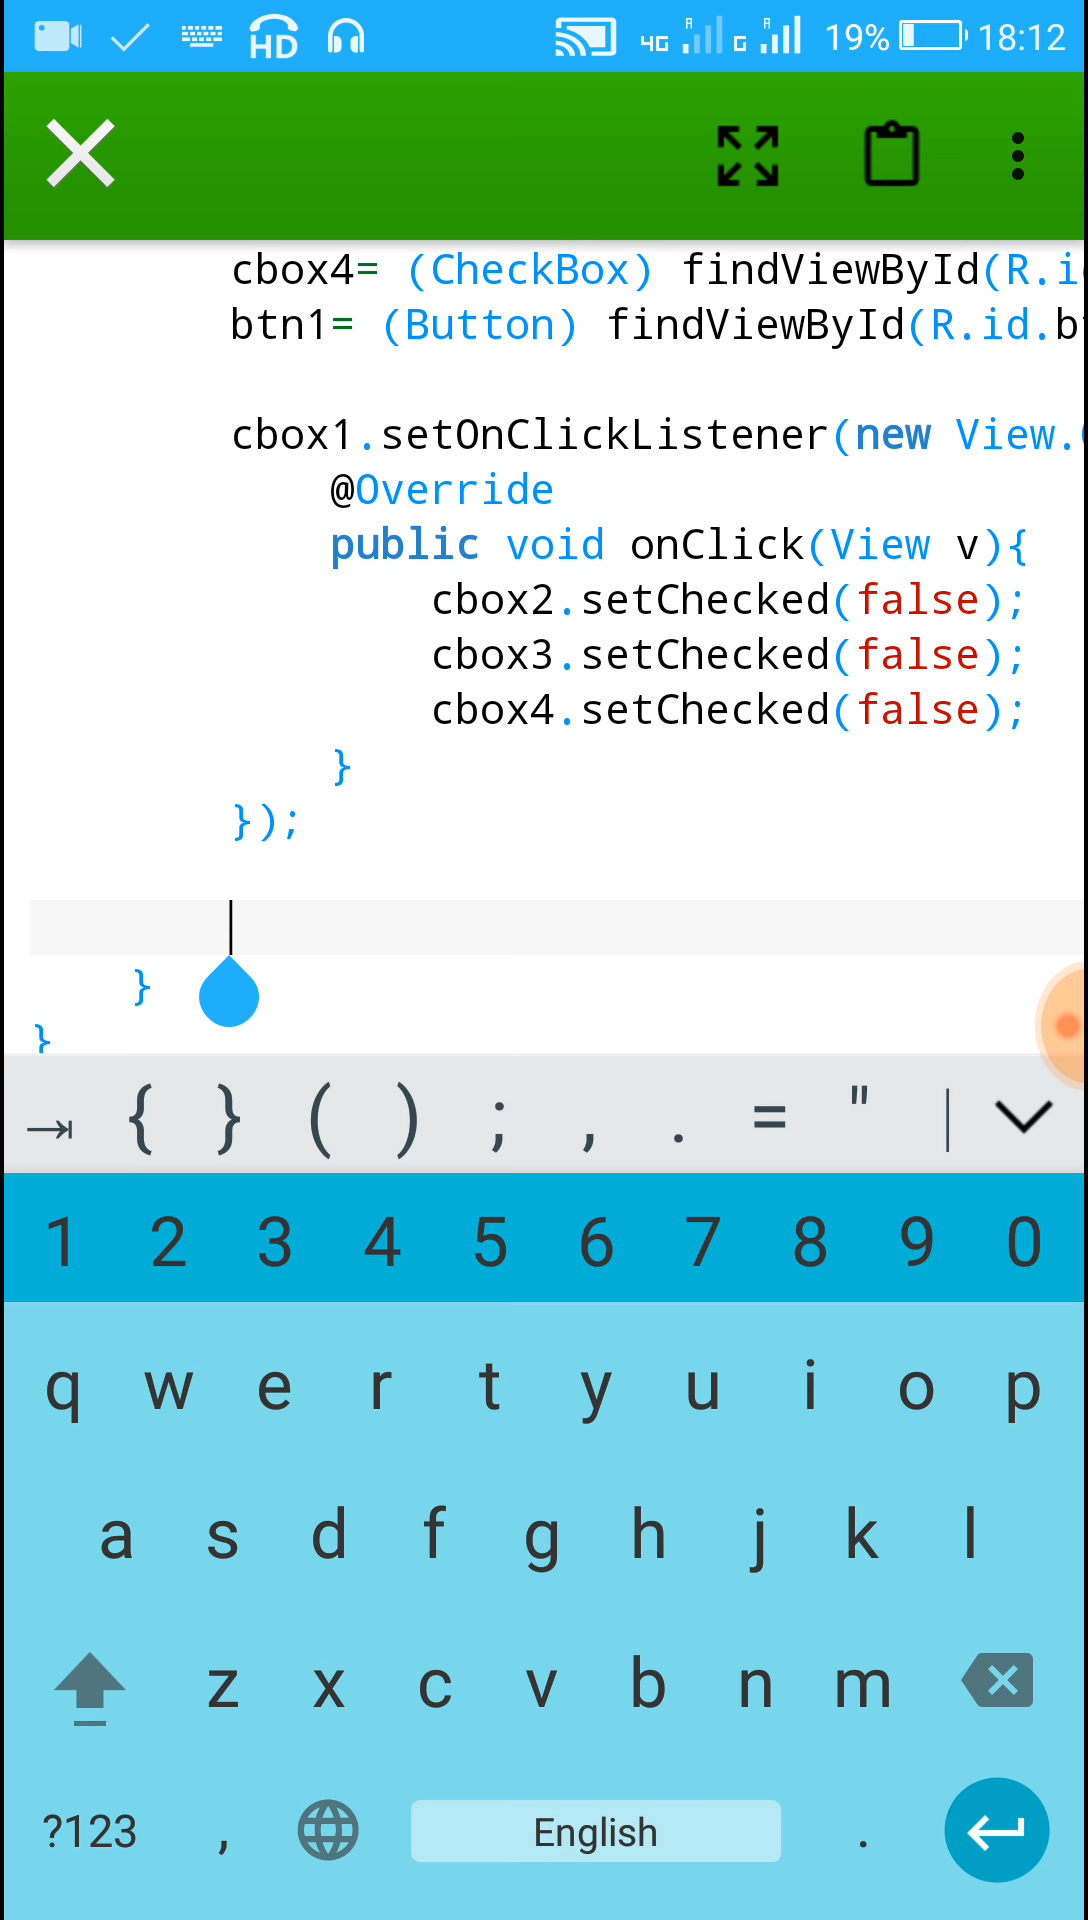 HD 4G R G R 19% 18:12
cbox4= (CheckBox) findViewById(R.i
btn1= (Button) findViewById(R.id.b
cbox1.setOnClickListener(new View.
@Override
public void onClick(View v){
cbox2.setChecked(false);
cbox3.setChecked(false);
cbox4.setChecked(false);
}
});
}
}
{ } ( ) ; , . = " |
1 2 3 4 5 6 7 8 9 0
q w e r t y u i o p
a s d f g h j k l
z x c v b n m
?123 , English .